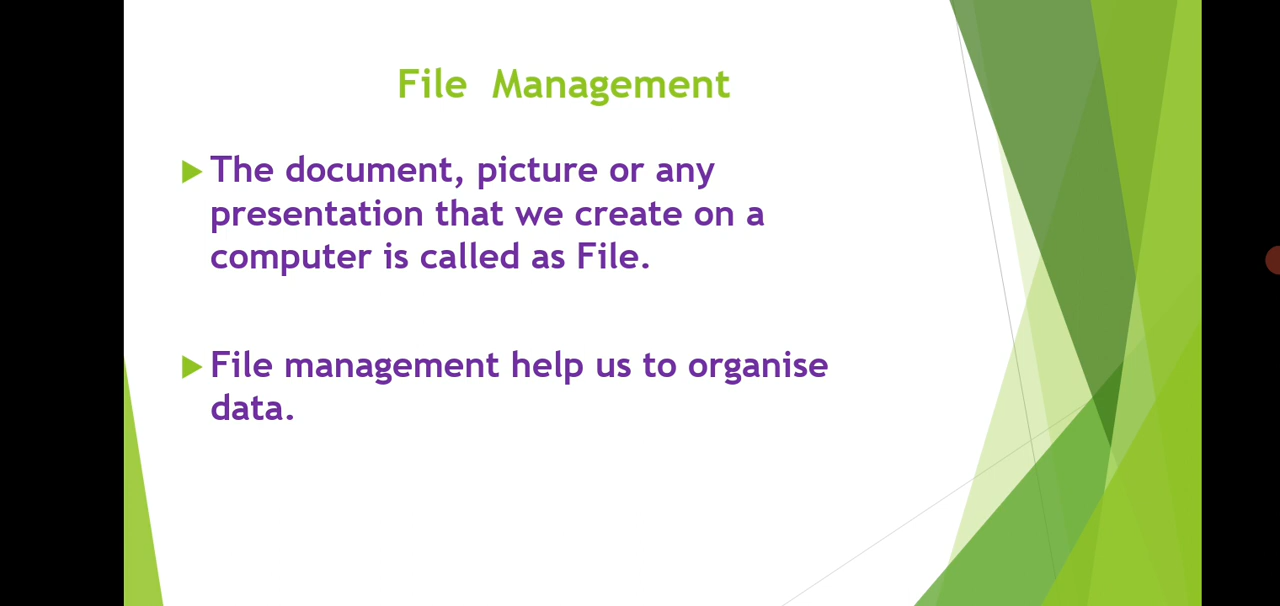 File Management
The document, picture or any
presentation that we create on a
computer is called as File.
File management help us to organise
data.